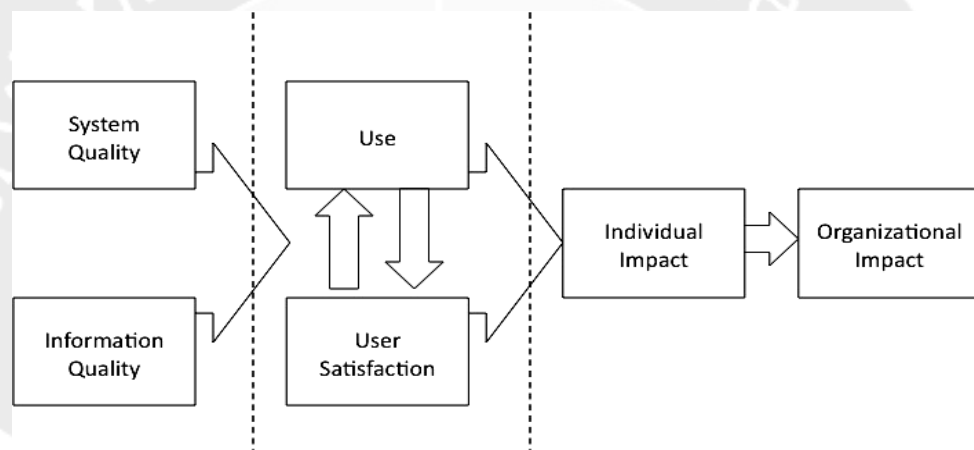 System
Quality
Use
Individual
Impact
Organizational
Impact
Information
Quality
User
Satisfaction